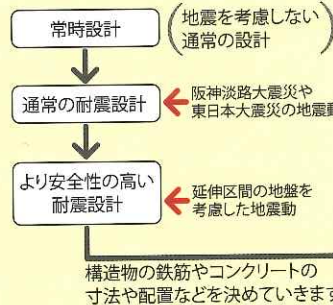 常時設計
(地震を考慮しない
通常の設計)
通常の耐震設計
阪神淡路大震災や
東日本大震災の地震動
より安全性の高い
耐震設計
延伸区間の地盤を
考慮した地震動
構造物の鉄筋やコンクリートの
寸法や配置などを決めていきます